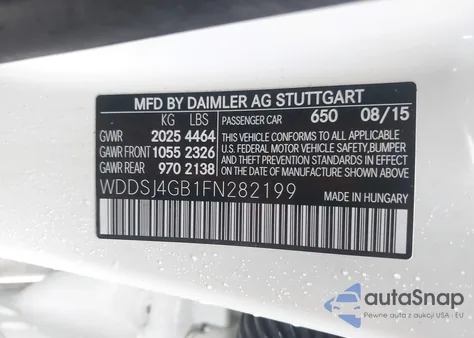 MFD BY DAIMLER AG STUTTGART
KG LBS PASSENGER CAR 650 08/15
GVWR 2025 4464
GAWR FRONT 1055 2326
GAWR REAR 970 2138
THIS VEHICLE CONFORMS TO ALL APPLICABLE
U.S. FEDERAL MOTOR VEHICLE SAFETY,BUMPER
AND THEFT PREVENTION STANDARDS IN EFFECT
ON THE DATE OF MANUFACTURE SHOWN ABOVE.
WDDSJ4GB1FN282199
MADE IN HUNGARY
autoSnap
Pewne auta z aukcji USA i EU